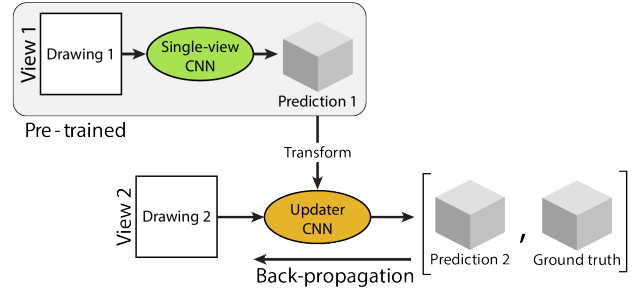 View 1
Drawing 1
Single-view
CNN
Prediction 1
Pre-trained
Transform
View 2
Drawing 2
Updater
CNN
,
Prediction 2
Ground truth
Back-propagation